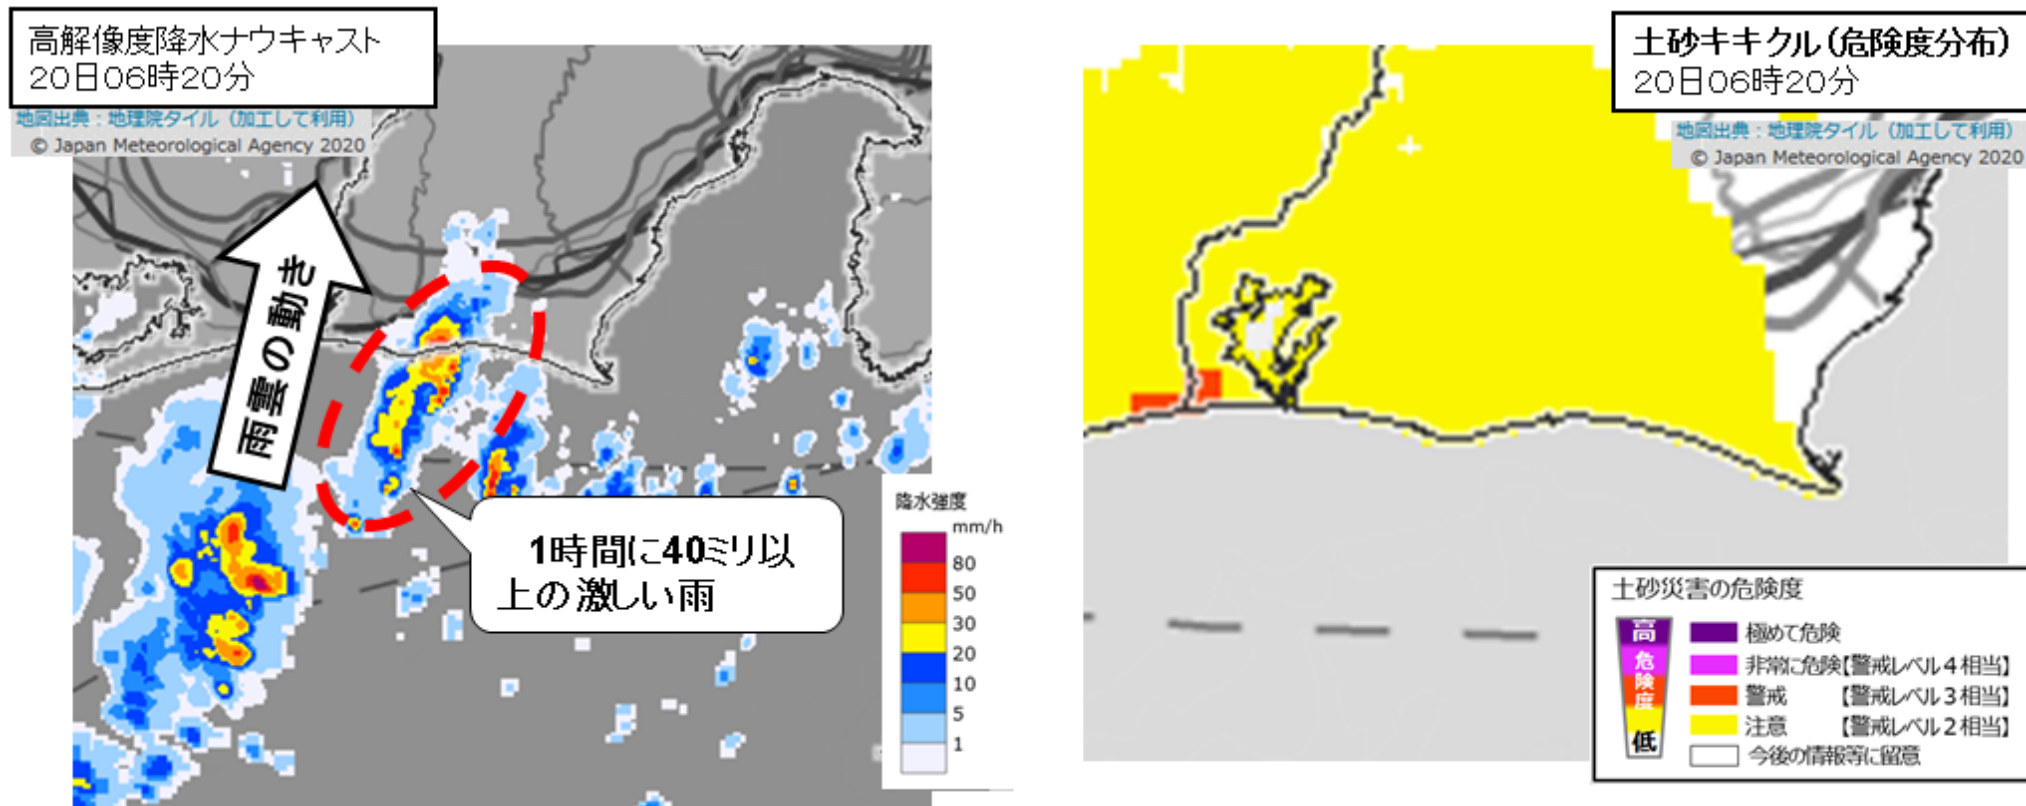 高解像度降水ナウキャスト
20日06時20分
地図出典：地理院タイル（加工して利用）
© Japan Meteorological Agency 2020
雨雲の動き
1時間に40ミリ以
上の激しい雨
降水強度
mm/h
80
50
30
20
10
5
1
土砂キキクル（危険度分布）
20日06時20分
地図出典：地理院タイル（加工して利用）
© Japan Meteorological Agency 2020
土砂災害の危険度
高
危
険
度
低
極めて危険
非常に危険【警戒レベル４相当】
警戒　【警戒レベル３相当】
注意　【警戒レベル２相当】
今後の情報等に留意